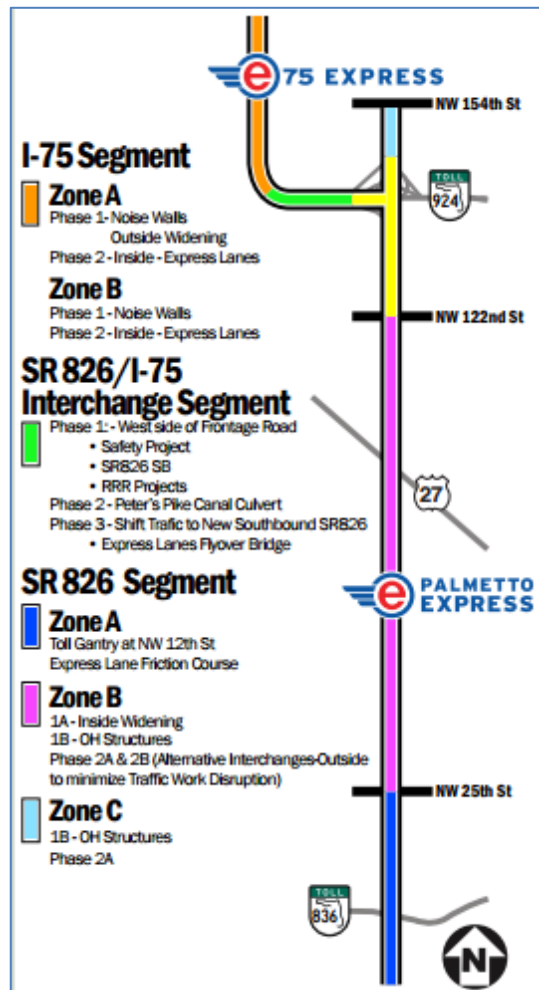 e 75 EXPRESS
NW 154th St
I-75 Segment
Zone A
Phase 1- Noise Walls
Outside Widening
Phase 2 - Inside - Express Lanes
TOLL
924
Zone B
Phase 1 - Noise Walls
Phase 2 - Inside - Express Lanes
NW 122nd St
SR 826/I-75
Interchange Segment
Phase 1: - West side of Frontage Road
• Safety Project
• SR826 SB
• RRR Projects
Phase 2 - Peter's Pike Canal Culvert
Phase 3 - Shift Trafic to New Southbound SR826
• Express Lanes Flyover Bridge
27
SR 826 Segment
Zone A
Toll Gantry at NW 12th St
Express Lane Friction Course
e PALMETTO
EXPRESS
Zone B
1A - Inside Widening
1B - OH Structures
Phase 2A & 2B (Alternative Interchanges-Outside
to minimize Traffic Work Disruption)
NW 25th St
Zone C
1B - OH Structures
Phase 2A
TOLL
836
N